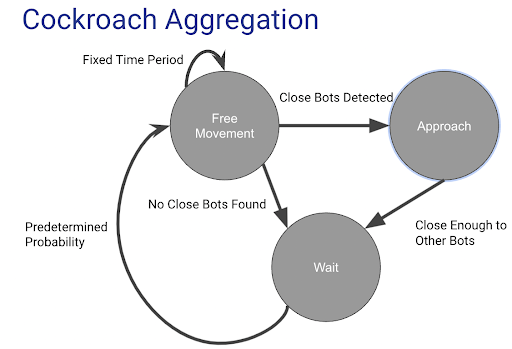 Cockroach Aggregation
Fixed Time Period
Free
Movement
Close Bots Detected
Approach
No Close Bots Found
Predetermined
Probability
Close Enough to
Other Bots
Wait